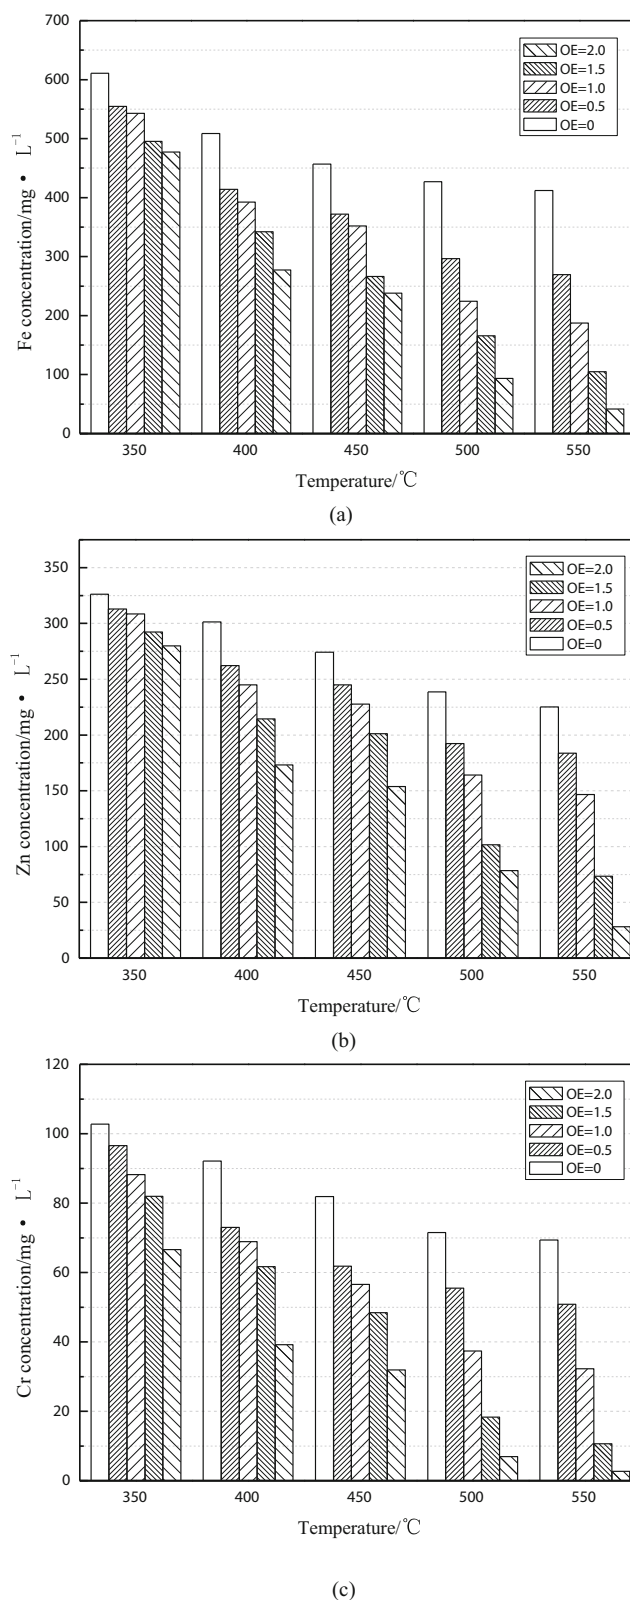 700
600
500
400
300
200
100
0
Fe concentration/mg • L⁻¹
OE=2.0
OE=1.5
OE=1.0
OE=0.5
OE=0
350 400 450 500 550
Temperature/℃
(a)
350
300
250
200
150
100
50
0
Zn concentration/mg • L⁻¹
OE=2.0
OE=1.5
OE=1.0
OE=0.5
OE=0
350 400 450 500 550
Temperature/℃
(b)
120
100
80
60
40
20
0
Cr concentration/mg • L⁻¹
OE=2.0
OE=1.5
OE=1.0
OE=0.5
OE=0
350 400 450 500 550
Temperature/℃
(c)